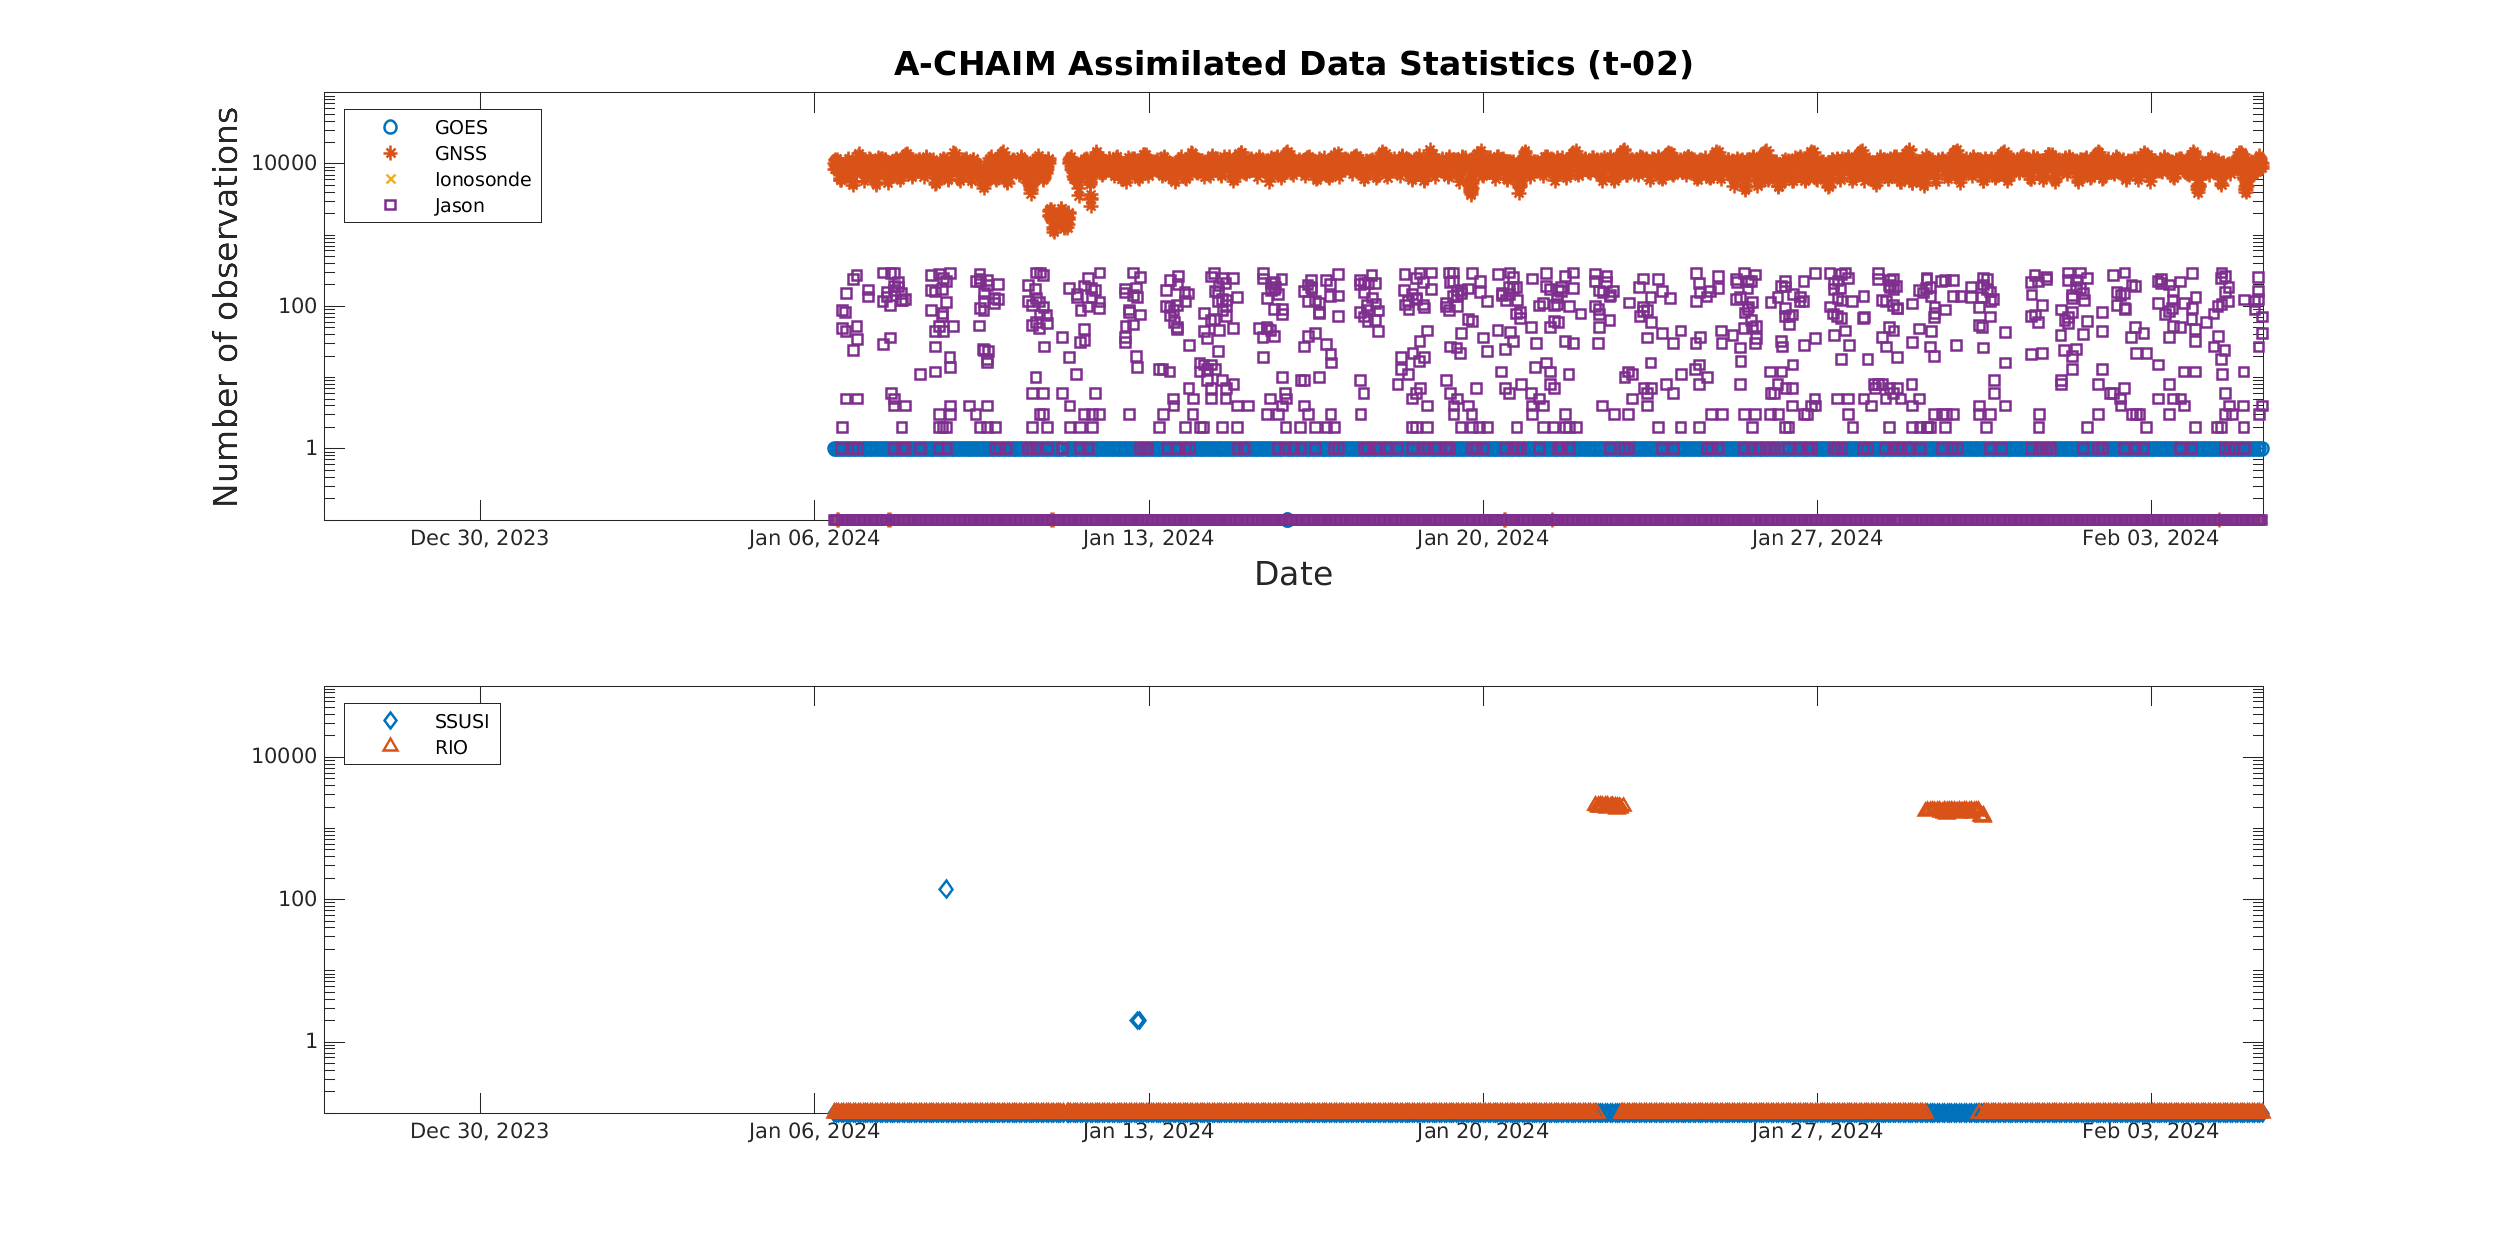 A-CHAIM Assimilated Data Statistics (t-02)
Number of observations
10000
100
1
GOES
GNSS
Ionosonde
Jason
Dec 30, 2023
Jan 06, 2024
Jan 13, 2024
Jan 20, 2024
Jan 27, 2024
Feb 03, 2024
Date
10000
100
1
SSUSI
RIO
Dec 30, 2023
Jan 06, 2024
Jan 13, 2024
Jan 20, 2024
Jan 27, 2024
Feb 03, 2024